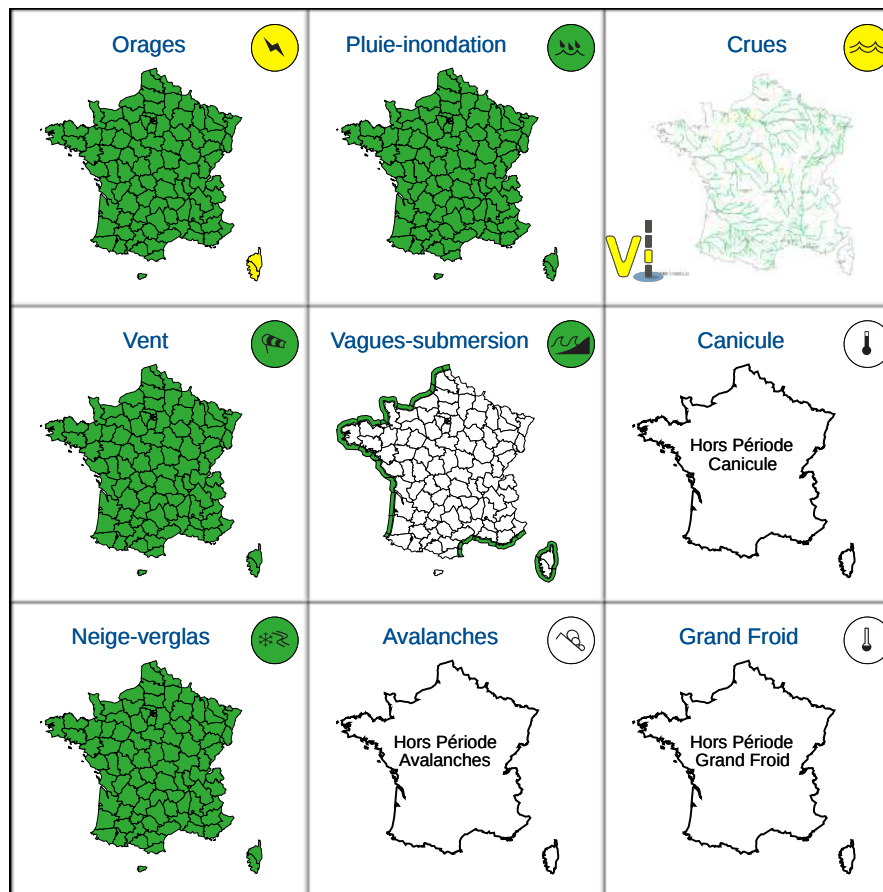 Orages
Pluie-inondation
Crues
Vi
Vent
Vagues-submersion
Canicule
Hors Période
Canicule
Neige-verglas
Avalanches
Grand Froid
Hors Période
Avalanches
Hors Période
Grand Froid